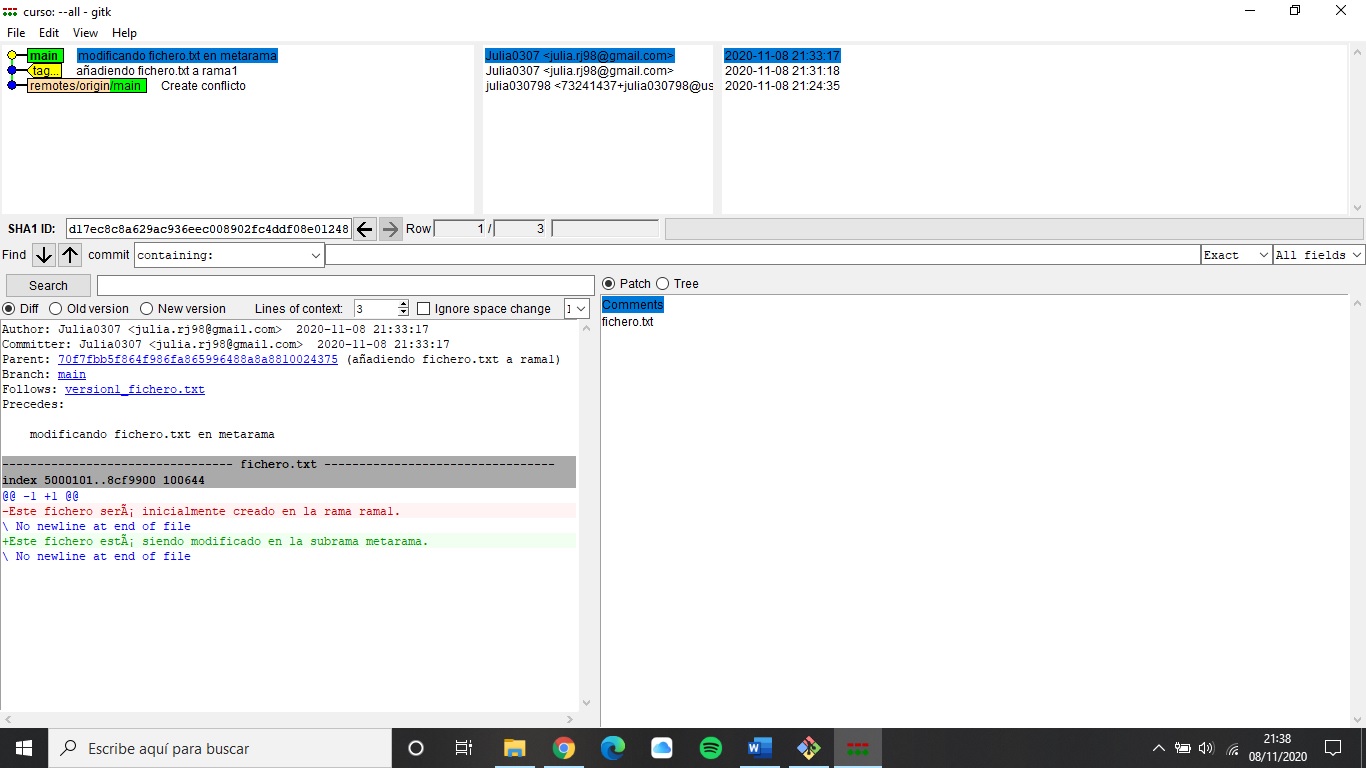 curso: --all - gitk
File Edit View Help
main modificando fichero.txt en metarama Julia0307 <julia.rj98@gmail.com> 2020-11-08 21:33:17
tag... añadiendo fichero.txt a rama1 Julia0307 <julia.rj98@gmail.com> 2020-11-08 21:31:18
remotes/origin/main Create conflicto julia030798 <73241437+julia030798@us 2020-11-08 21:24:35
SHA1 ID: d17ec8c8a629ac936eec008902fc4ddf08e01248 Row 1 / 3
Find commit containing: Exact All fields
Search Patch Tree
Diff Old version New version Lines of context: 3 Ignore space change
Comments
fichero.txt
Author: Julia0307 <julia.rj98@gmail.com> 2020-11-08 21:33:17
Committer: Julia0307 <julia.rj98@gmail.com> 2020-11-08 21:33:17
Parent: 70f7fbb5f864f986fa865996488a8a8810024375 (añadiendo fichero.txt a rama1)
Branch: main
Follows: version1_fichero.txt
Precedes:
modificando fichero.txt en metarama
-------------------------------- fichero.txt ---------------------------------
index 5000101..8cf9900 100644
@@ -1 +1 @@
-Este fichero serÃ¡ inicialmente creado en la rama rama1.
\ No newline at end of file
+Este fichero estÃ¡ siendo modificado en la subrama metarama.
\ No newline at end of file
Escribe aquí para buscar
21:38
08/11/2020